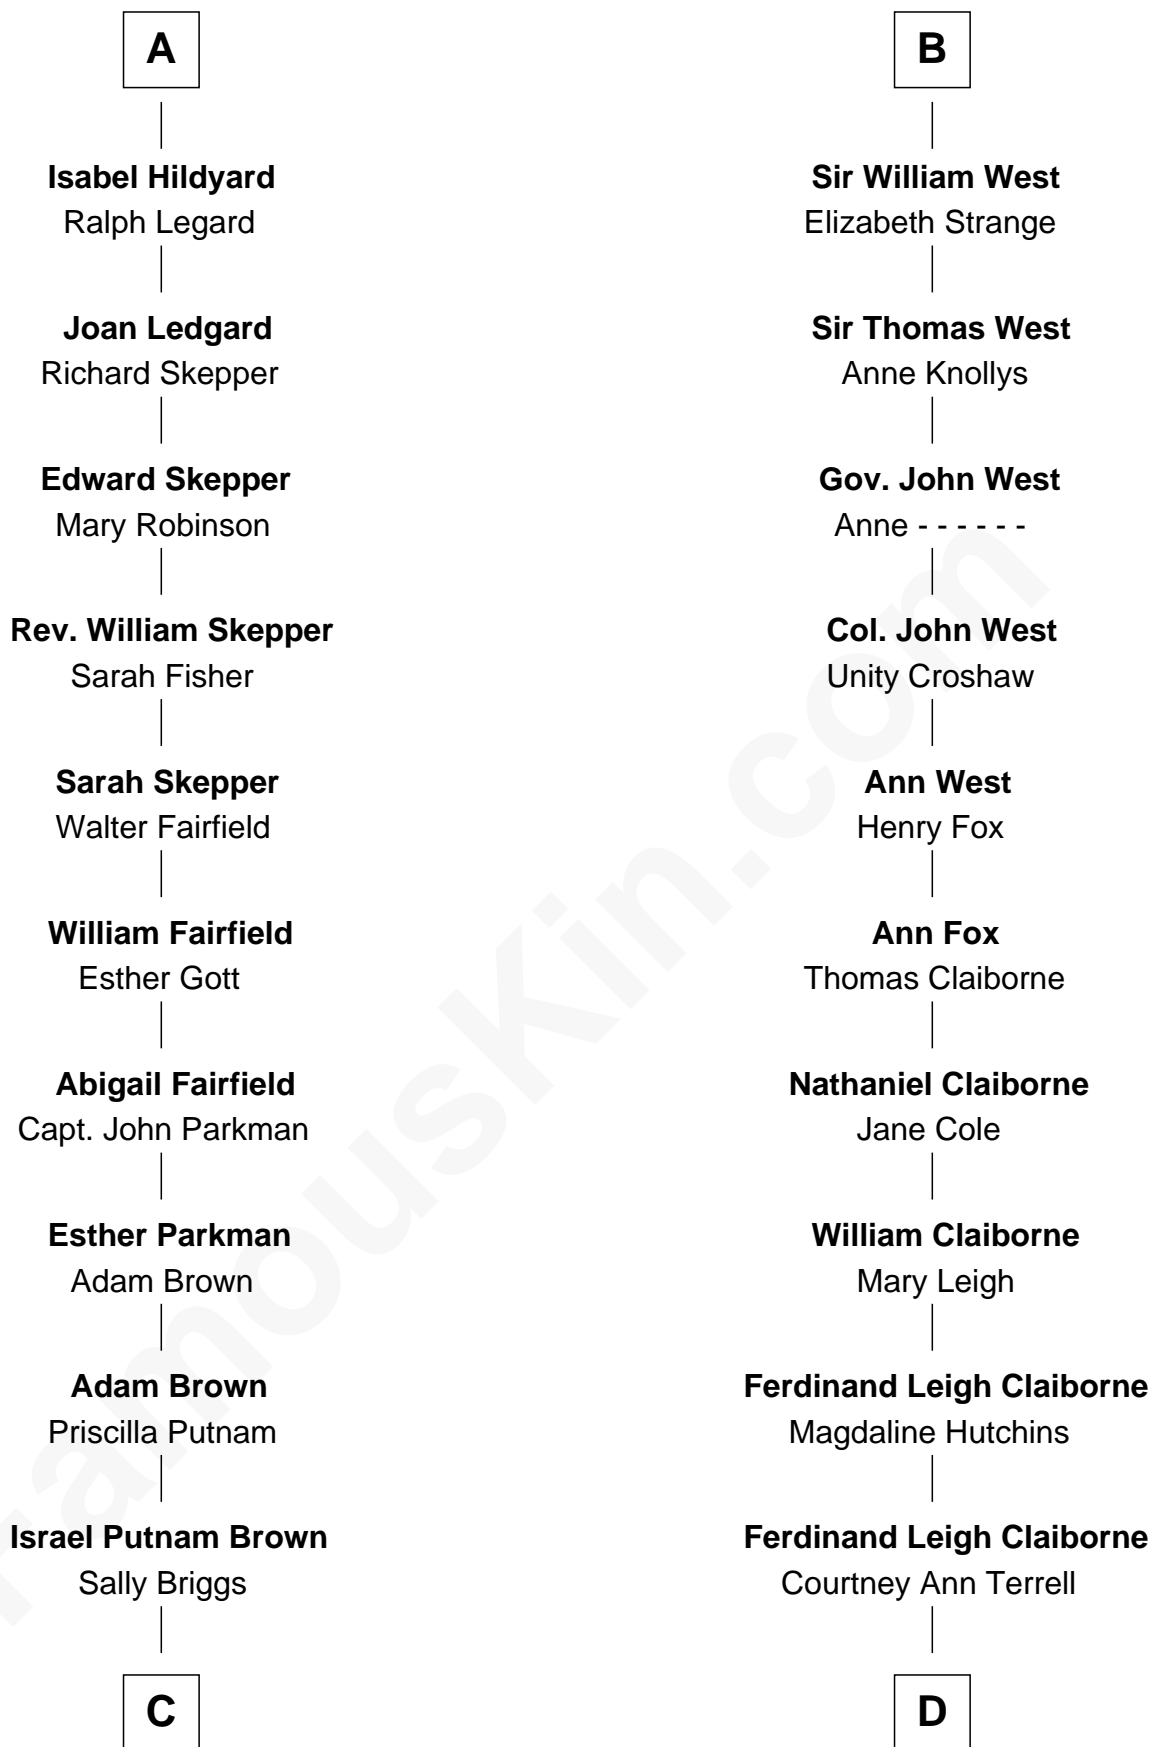 A
Isabel Hildyard
Ralph Legard
Joan Ledgard
Richard Skepper
Edward Skepper
Mary Robinson
Rev. William Skepper
Sarah Fisher
Sarah Skepper
Walter Fairfield
William Fairfield
Esther Gott
Abigail Fairfield
Capt. John Parkman
Esther Parkman
Adam Brown
Adam Brown
Priscilla Putnam
Israel Putnam Brown
Sally Briggs
C
B
Sir William West
Elizabeth Strange
Sir Thomas West
Anne Knollys
Gov. John West
Anne - - - - - -
Col. John West
Unity Croshaw
Ann West
Henry Fox
Ann Fox
Thomas Claiborne
Nathaniel Claiborne
Jane Cole
William Claiborne
Mary Leigh
Ferdinand Leigh Claiborne
Magdaline Hutchins
Ferdinand Leigh Claiborne
Courtney Ann Terrell
D
FamousKin.com